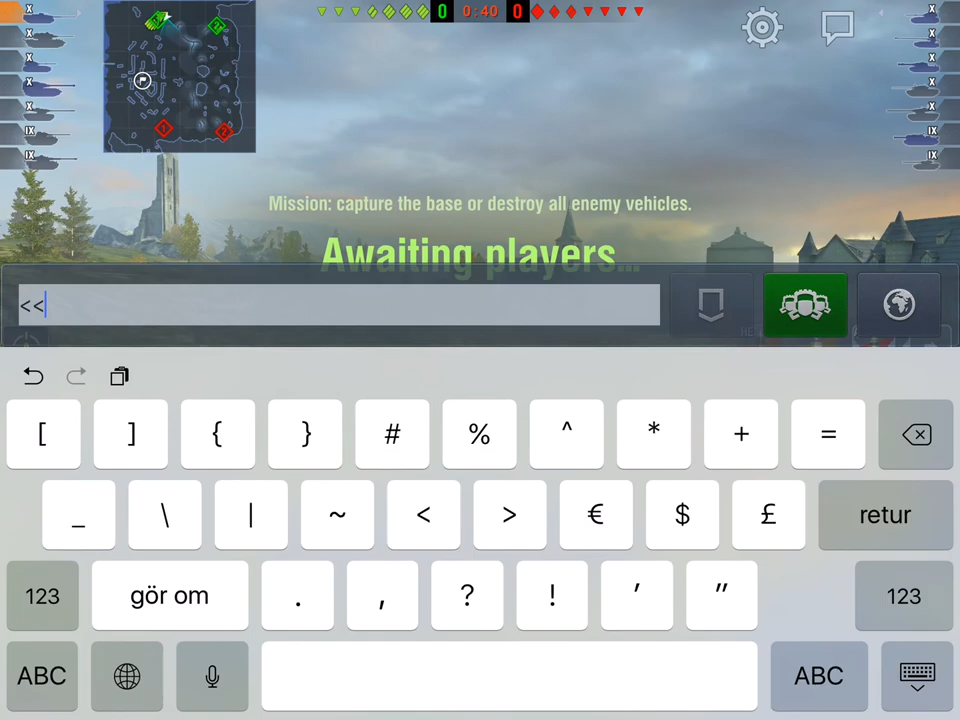 X
X
X
X
IX
IX
0 0:40 0
X
X
X
X
IX
IX
Mission: capture the base or destroy all enemy vehicles.
Awaiting players...
<<
[ ] { } # % ^ * + =
_ \ | ~ < > € $ £ retur
123 gör om . , ? ! ′ ″ 123
ABC ABC